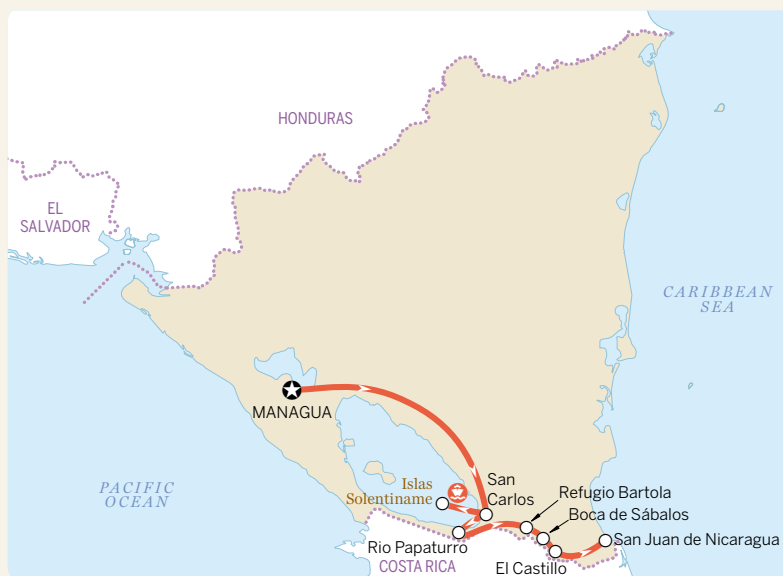 HONDURAS
EL
SALVADOR
CARIBBEAN
SEA
MANAGUA
PACIFIC
OCEAN
Islas
Solentiname
San
Carlos
Refugio Bartola
Boca de Sábalos
San Juan de Nicaragua
Rio Papaturro
El Castillo
COSTA RICA